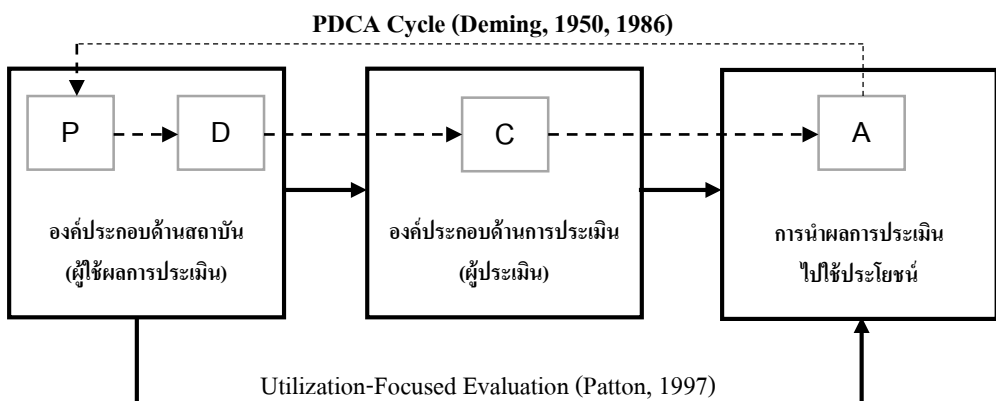 PDCA Cycle (Deming, 1950, 1986)
P
D
C
A
องค์ประกอบด้านสถาบัน
(ผู้ใช้ผลการประเมิน)
องค์ประกอบด้านการประเมิน
(ผู้ประเมิน)
การนำผลการประเมิน
ไปใช้ประโยชน์
Utilization-Focused Evaluation (Patton, 1997)